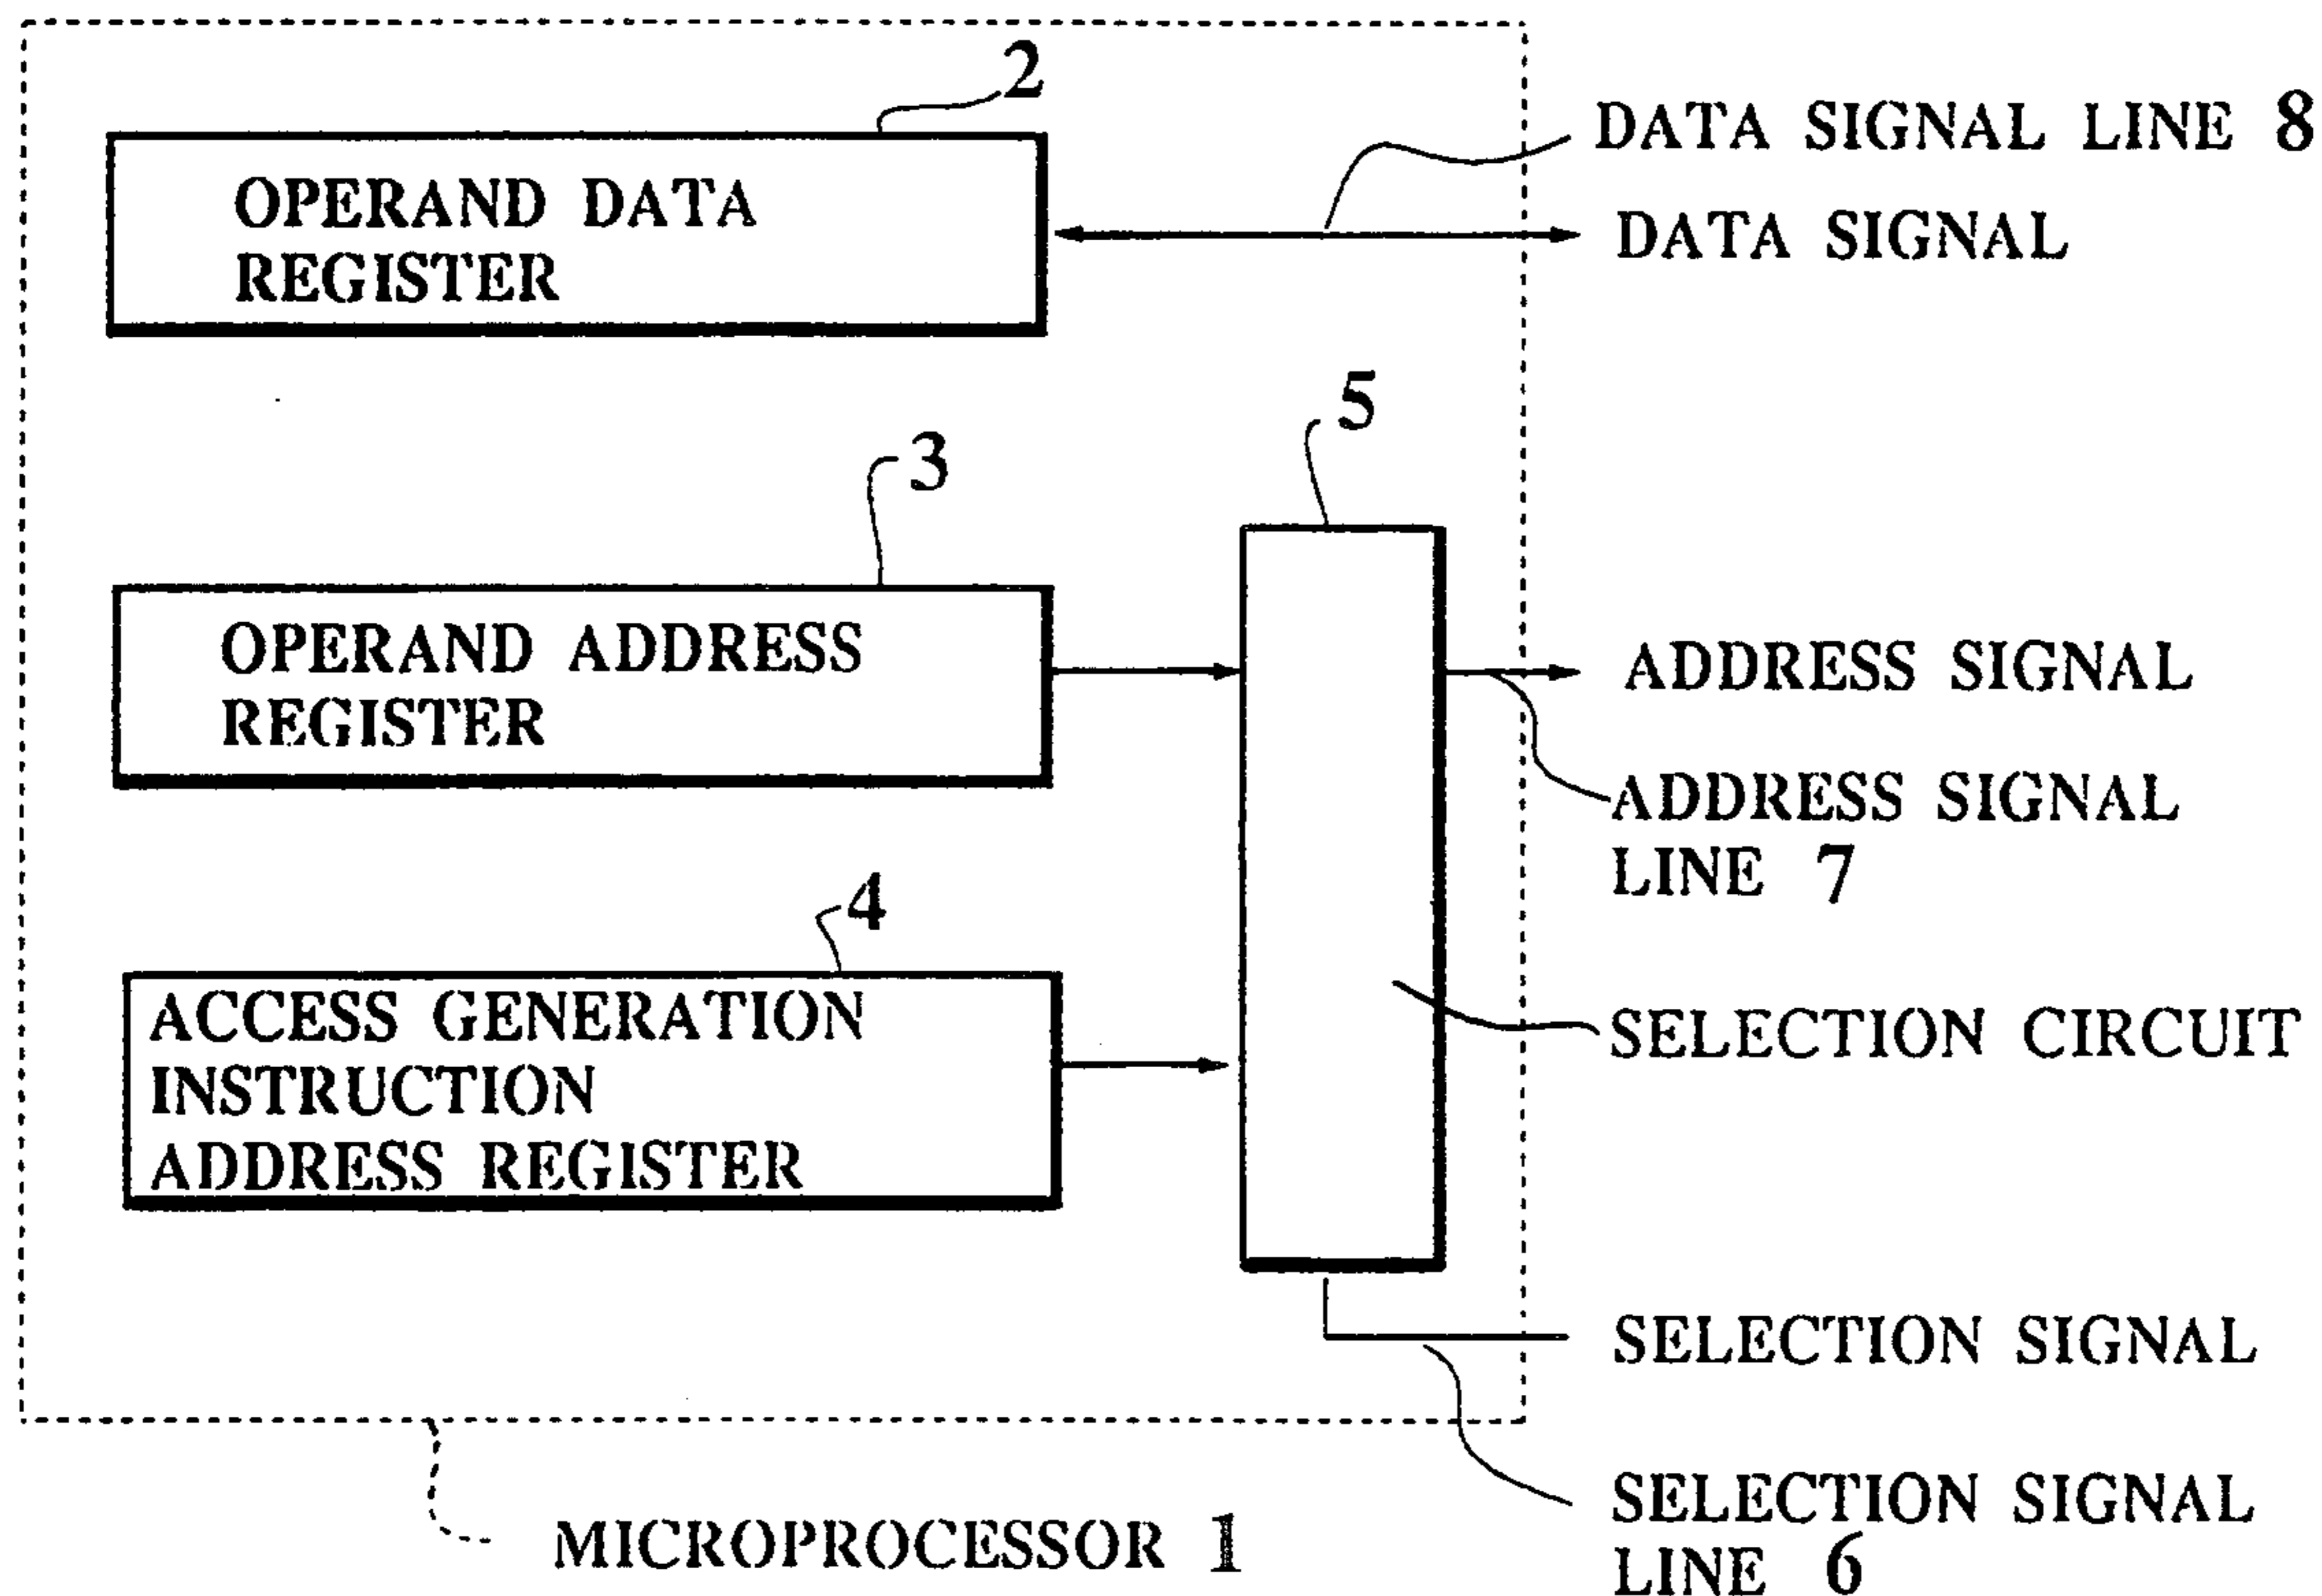 2
DATA SIGNAL LINE 8
OPERAND DATA
REGISTER
DATA SIGNAL
5
3
OPERAND ADDRESS
REGISTER
ADDRESS SIGNAL
ADDRESS SIGNAL
LINE 7
4
ACCESS GENERATION
INSTRUCTION
ADDRESS REGISTER
SELECTION CIRCUIT
SELECTION SIGNAL
SELECTION SIGNAL
LINE 6
MICROPROCESSOR 1